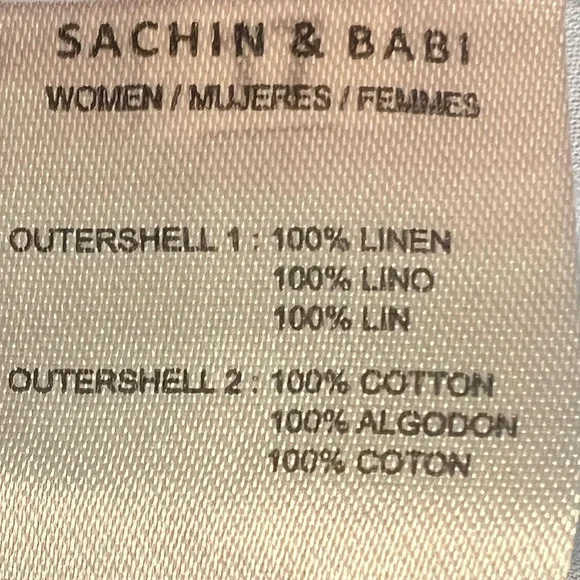 SACHIN & BABI
WOMEN / MUJERES / FEMMES
OUTERSHELL 1 : 100% LINEN
100% LINO
100% LIN
OUTERSHELL 2 : 100% COTTON
100% ALGODON
100% COTON